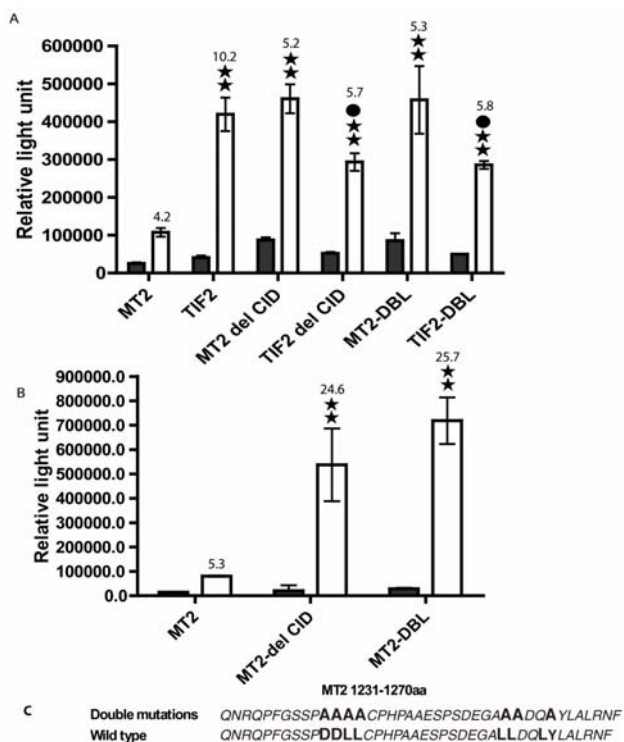 A
10.2
5.2
5.3
600000
5.7
5.8
500000
400000
300000
4.2
200000
100000
0
Relative light unit
MT2
TIF2
MT2 del CID
TIF2 del CID
MT2-DBL
TIF2-DBL
B
900000.0
24.6
25.7
800000.0
700000.0
600000.0
500000.0
400000.0
300000.0
200000.0
5.3
100000.0
0.0
Relative light unit
MT2
MT2-del CID
MT2-DBL
MT2 1231-1270aa
C Double mutations QNRQPFGSSPAAAACPHPAAESPSDEGAAADQAYLALRNF
Wild type QNRQPFGSSPDDLLCPHPAAESPSDEGALLDQLYLALRNF